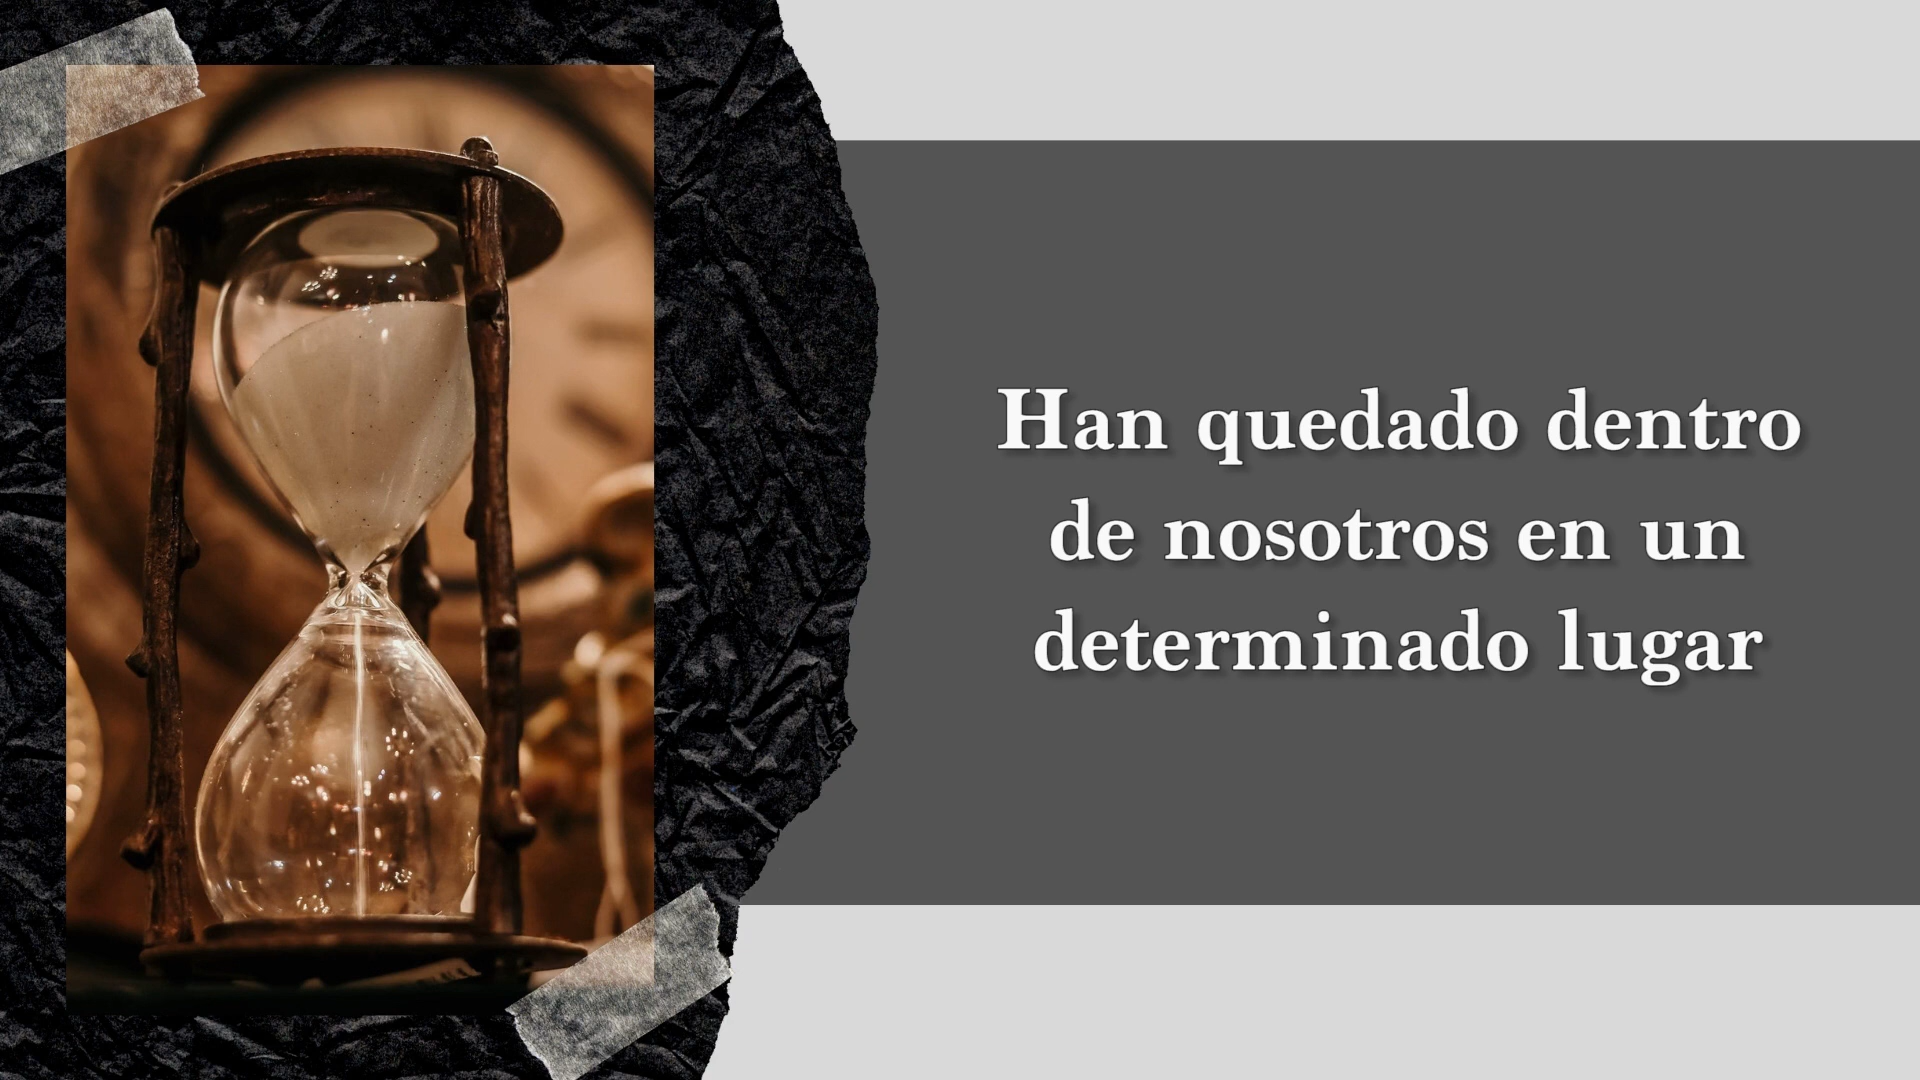 Han quedado dentro
de nosotros en un
determinado lugar